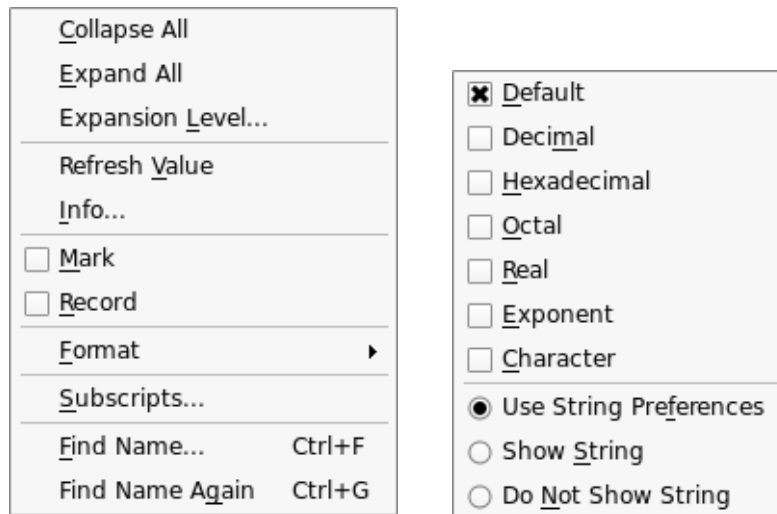 Collapse All
Expand All
Expansion Level...
Refresh Value
Info...
Mark
Record
Format
Subscripts...
Find Name... Ctrl+F
Find Name Again Ctrl+G
Default
Decimal
Hexadecimal
Octal
Real
Exponent
Character
Use String Preferences
Show String
Do Not Show String